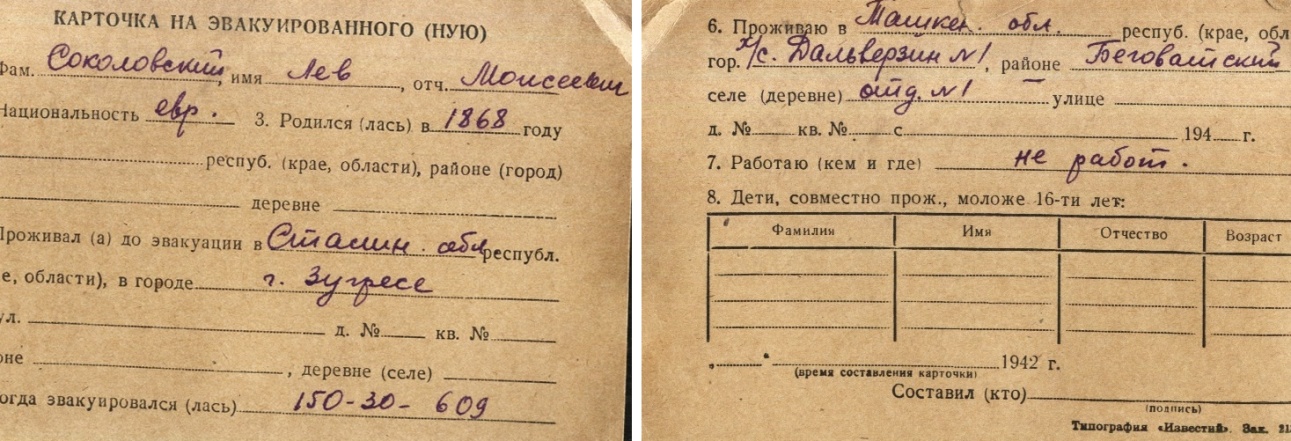 КАРТОЧКА НА ЭВАКУИРОВАННОГО (НУЮ)
Фам. Соколовский, имя Лев, отч. Моисеевич
Национальность евр. 3. Родился (лась) в 1868 году
респуб. (крае, области), районе (город)
деревне
Проживал (а) до эвакуации в Сталин. обл. республ.
е, области), в городе г. Зугресе
ул. д. № кв. №
оне, деревне (селе)
огда эвакуировался (лась) 150-30-609
6. Проживаю в Ташкен. обл. респуб. (крае, обл
гор. х/с. Дальверзин №1, районе Беговатский
селе (деревне) отд. №1 улице
д. № кв. № с 194 г.
7. Работаю (кем и где) не работ.
8. Дети, совместно прож., моложе 16-ти лет:
Фамилия Имя Отчество Возраст
1942 г.
(время составления карточки)
Составил (кто)
(подпись)
Типография «Известий». Зак. 21